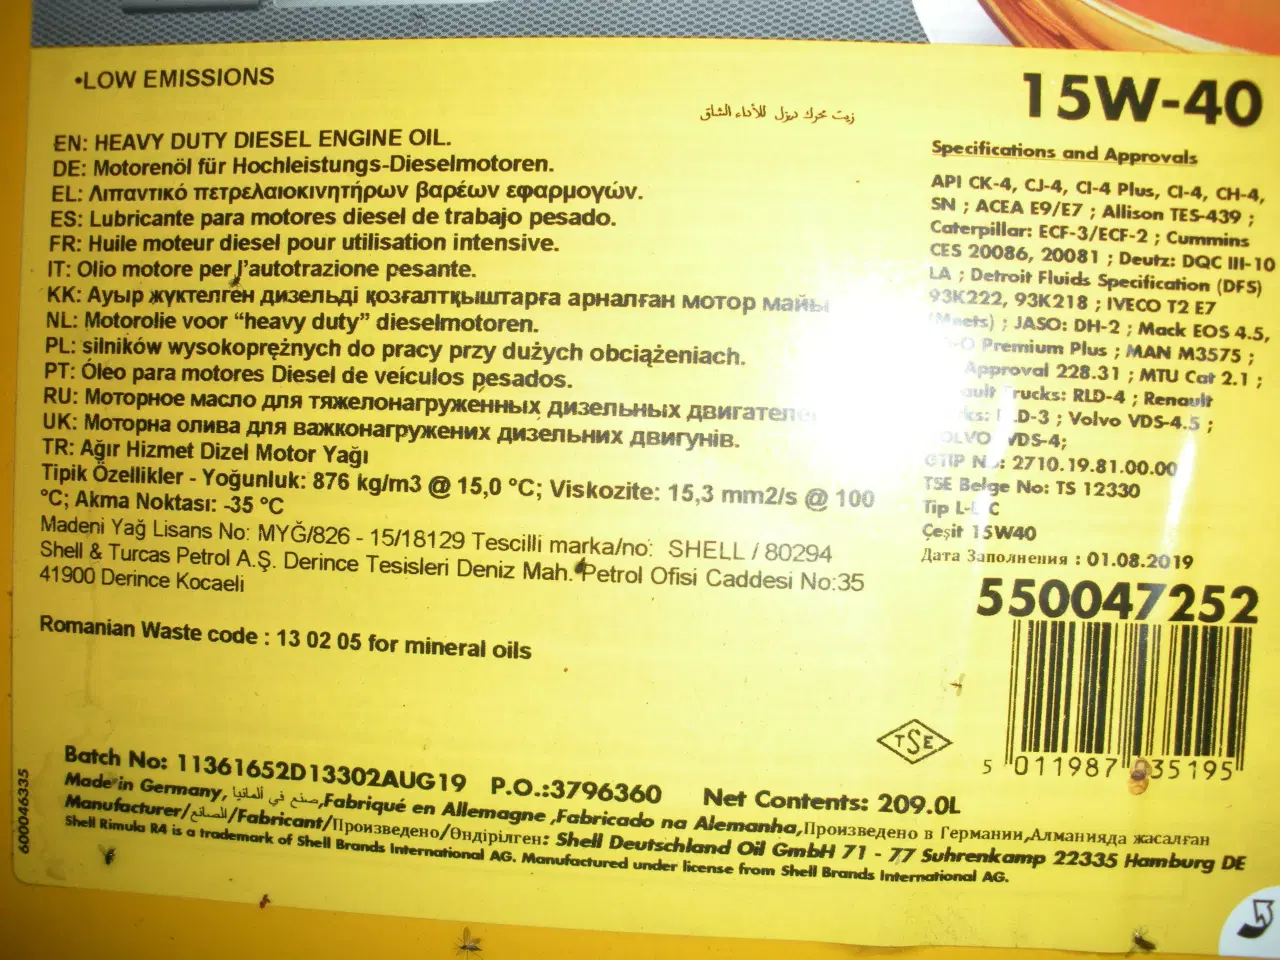 •LOW EMISSIONS
زيت محرك ديزل للأداء الشاق
EN: HEAVY DUTY DIESEL ENGINE OIL.
DE: Motorenöl für Hochleistungs-Dieselmotoren.
EL: Λιπαντικό πετρελαιοκινητήρων βαρέων εφαρμογών.
ES: Lubricante para motores diesel de trabajo pesado.
FR: Huile moteur diesel pour utilisation intensive.
IT: Olio motore per l'autotrazione pesante.
KK: Ауыр жүктелген дизельді қозғалтқыштарға арналған мотор майы
NL: Motorolie voor "heavy duty" dieselmotoren.
PL: silników wysokoprężnych do pracy przy dużych obciążeniach.
PT: Óleo para motores Diesel de veículos pesados.
RU: Моторное масло для тяжелонагруженных дизельных
UK: Моторна олива для важконагружених дизельних двигунів.
TR: Ağır Hizmet Dizel Motor Yağı
Tipik Özellikler - Yoğunluk: 876 kg/m3 @ 15,0 °C; Viskozite: 15,3 mm2/s @ 100
°C; Akma Noktası: -35 °C
Madeni Yağ Lisans No: MYĞ/826 - 15/18129 Tescilli marka/no: SHELL / 80294
Shell & Turcas Petrol A.Ş. Derince Tesisleri Deniz Mah. Petrol Ofisi Caddesi No:35
41900 Derince Kocaeli
Romanian Waste code : 13 02 05 for mineral oils
15W-40
Specifications and Approvals
API CK-4, CJ-4, CI-4 Plus, CI-4, CH-4,
SN ; ACEA E9/E7 ; Allison TES-439 ;
Caterpillar: ECF-3/ECF-2 ; Cummins
CES 20086, 20081 ; Deutz: DQC III-10
LA ; Detroit Fluids Specification (DFS)
93K222, 93K218 ; IVECO T2 E7
(Meets) ; JASO: DH-2 ; Mack EOS 4.5,
Premium Plus ; MAN M3575 ;
Approval 228.31 ; MTU Cat 2.1 ;
Trucks: RLD-4 ; Renault
RLD-3 ; Volvo VDS-4.5 ;
VOLVO VDS-4;
GTIP No: 2710.19.81.00.00
TSE Belge No: TS 12330
Tip
Çeşit 15W40
Дата Заполнения : 01.08.2019
550047252
5 011987 035195
TSE
Batch No: 11361652D13302AUG19 P.O.:3796360 Net Contents: 209.0L
Made in Germany, صنع في ألمانيا,Fabriqué en Allemagne ,Fabricado na Alemanha,Произведено в Германии,Алманияда жасалған
Manufacturer/الصانع/Fabricant/Произведено/Өндірілген: Shell Deutschland Oil GmbH 71 - 77 Suhrenkamp 22335 Hamburg DE
Shell Rimula R4 is a trademark of Shell Brands International AG. Manufactured under license from Shell Brands International AG.
600046335